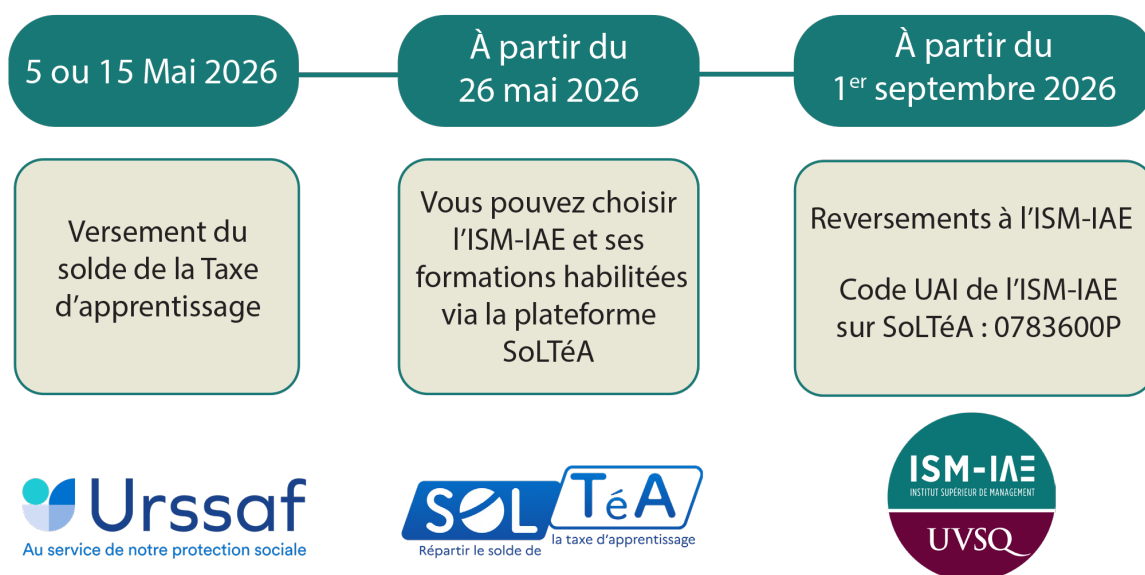 5 ou 15 Mai 2026
À partir du
26 mai 2026
À partir du
1er septembre 2026
Versement du
solde de la Taxe
d'apprentissage
Vous pouvez choisir
l'ISM-IAE et ses
formations habilitées
via la plateforme
SoLTéA
Reversements à l'ISM-IAE
Code UAI de l'ISM-IAE
sur SoLTéA : 0783600P
Urssaf
Au service de notre protection sociale
SOLTéA
Répartir le solde de la taxe d'apprentissage
ISM-IAE
INSTITUT SUPÉRIEUR DE MANAGEMENT
UVSQ